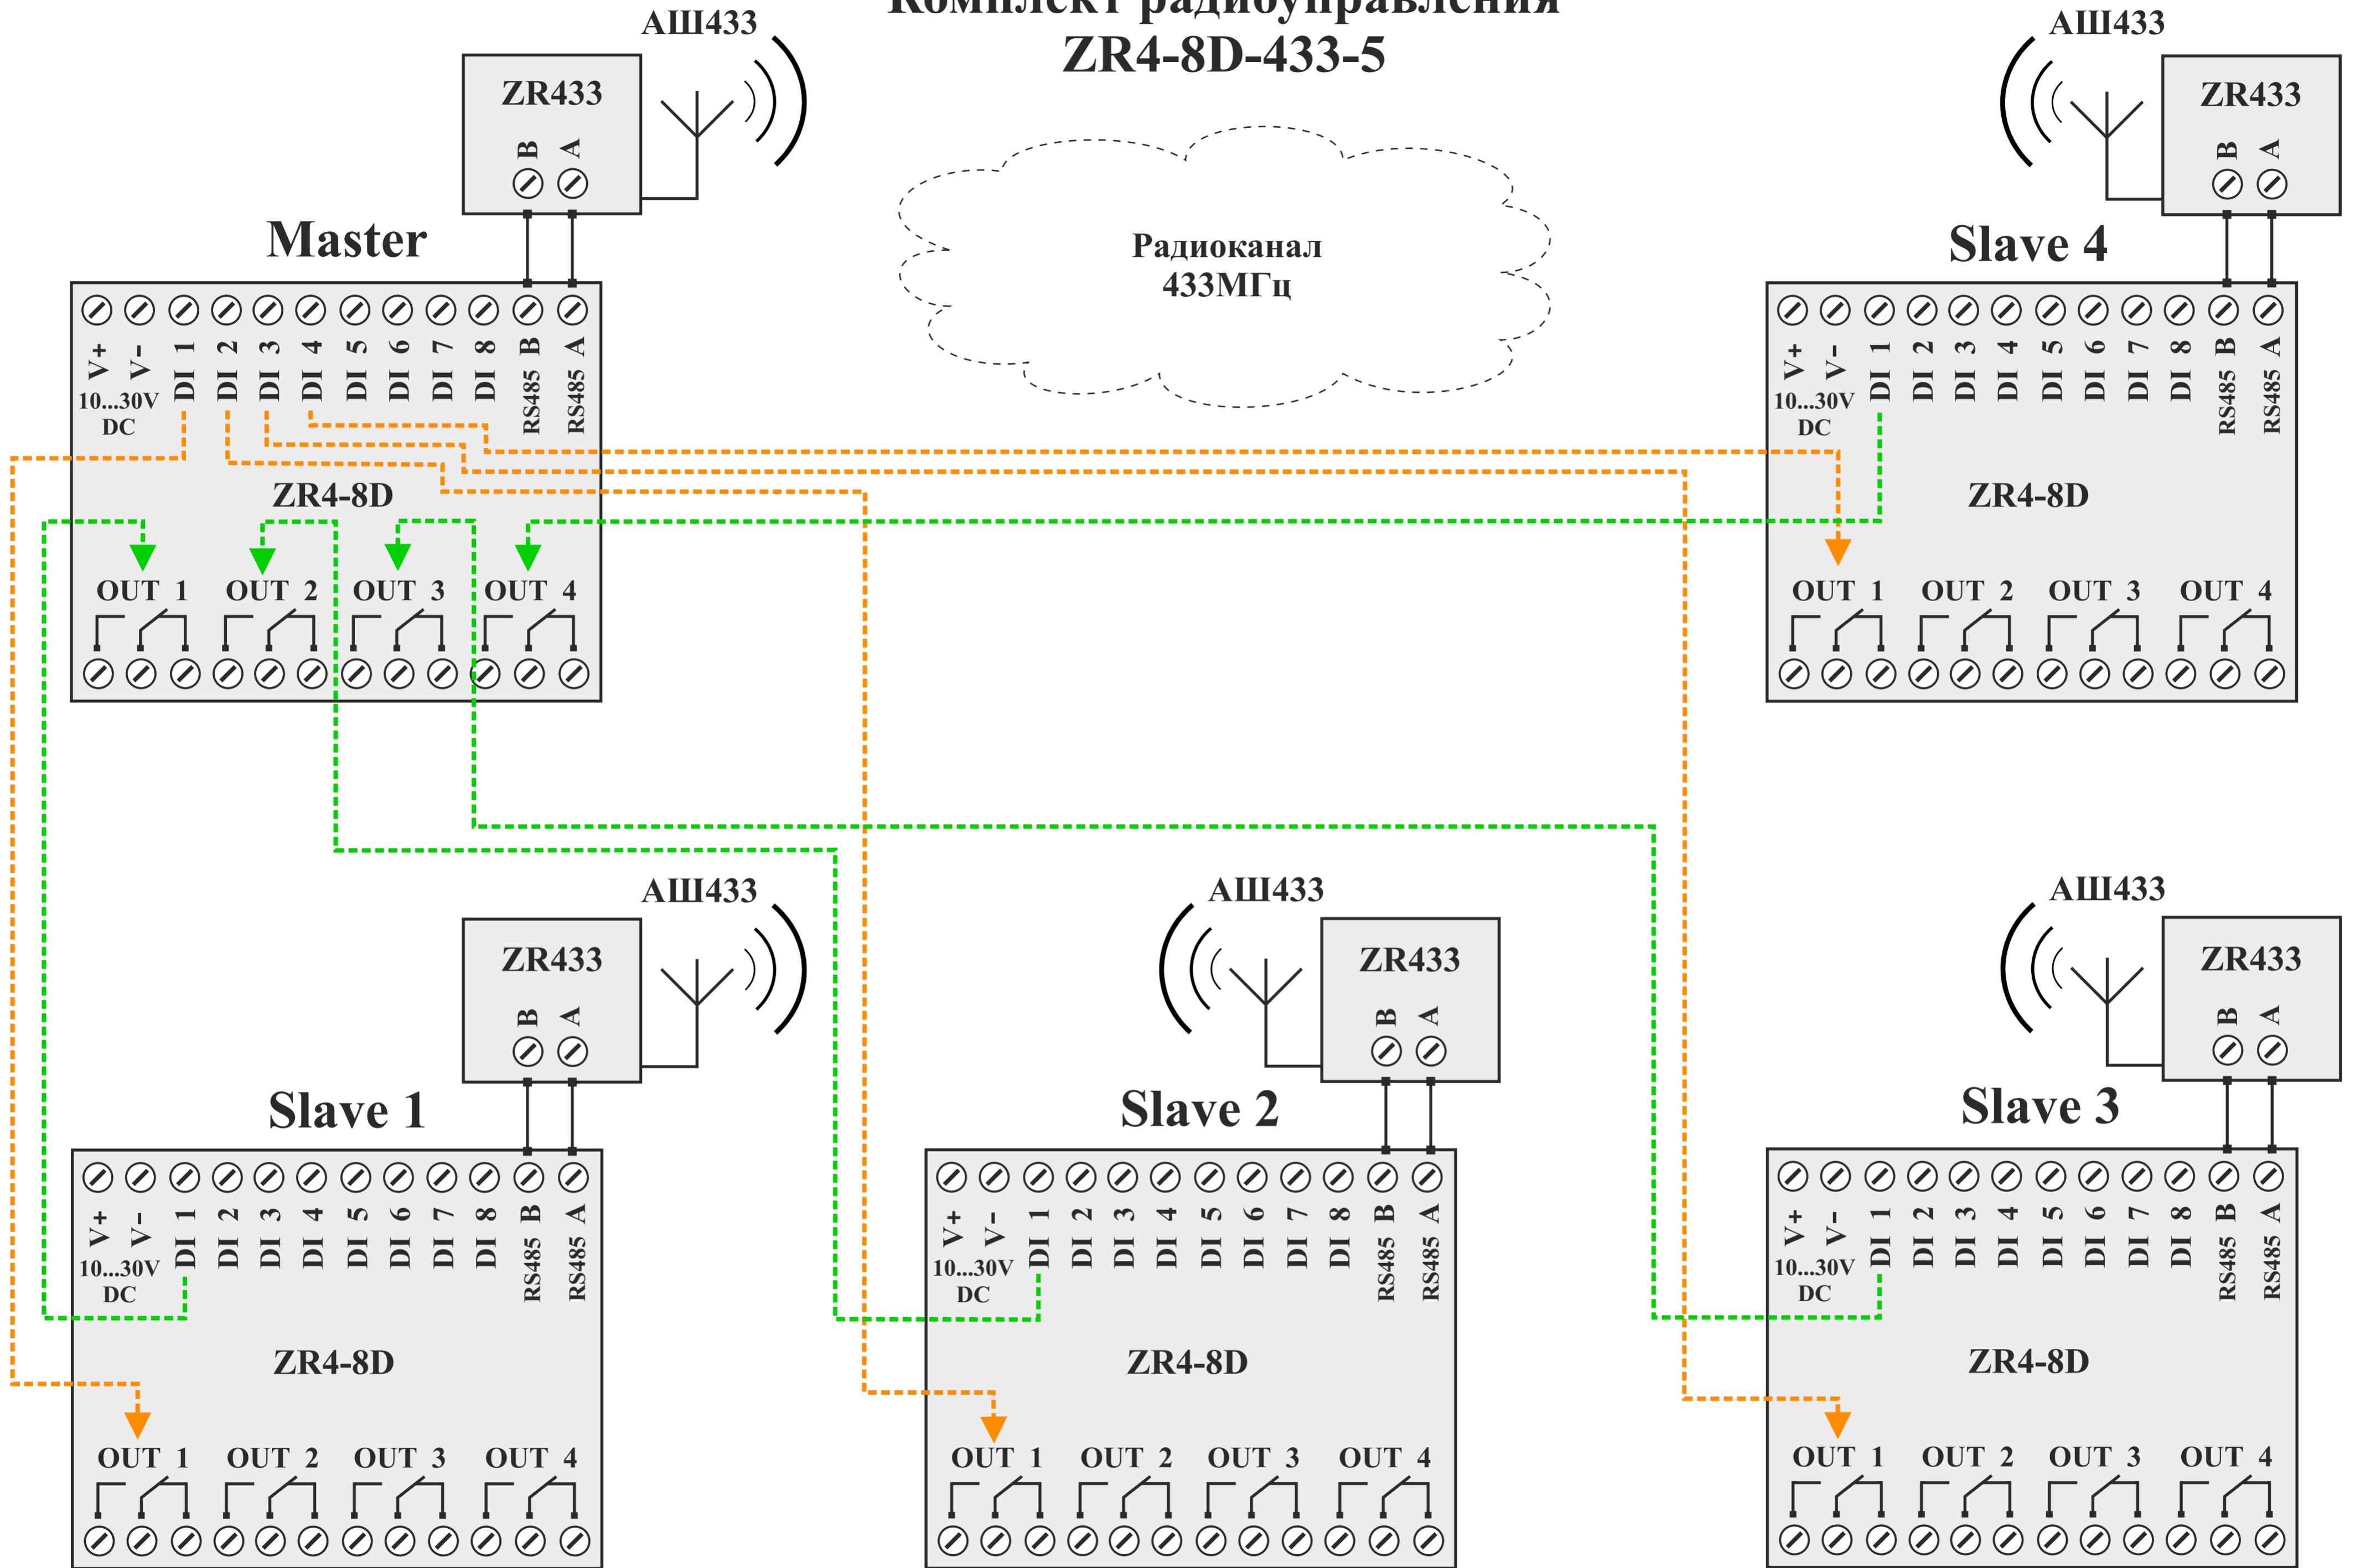 Комплект радиоуправления
ZR4-8D-433-5
АШ433
ZR433
B A
Master
V+ V- DI 1 DI 2 DI 3 DI 4 DI 5 DI 6 DI 7 DI 8 RS485 B RS485 A
10...30V
DC
ZR4-8D
OUT 1 OUT 2 OUT 3 OUT 4
Радиоканал
433МГц
АШ433
ZR433
B A
Slave 4
V+ V- DI 1 DI 2 DI 3 DI 4 DI 5 DI 6 DI 7 DI 8 RS485 B RS485 A
10...30V
DC
ZR4-8D
OUT 1 OUT 2 OUT 3 OUT 4
АШ433
ZR433
B A
Slave 1
V+ V- DI 1 DI 2 DI 3 DI 4 DI 5 DI 6 DI 7 DI 8 RS485 B RS485 A
10...30V
DC
ZR4-8D
OUT 1 OUT 2 OUT 3 OUT 4
АШ433
ZR433
B A
Slave 2
V+ V- DI 1 DI 2 DI 3 DI 4 DI 5 DI 6 DI 7 DI 8 RS485 B RS485 A
10...30V
DC
ZR4-8D
OUT 1 OUT 2 OUT 3 OUT 4
АШ433
ZR433
B A
Slave 3
V+ V- DI 1 DI 2 DI 3 DI 4 DI 5 DI 6 DI 7 DI 8 RS485 B RS485 A
10...30V
DC
ZR4-8D
OUT 1 OUT 2 OUT 3 OUT 4